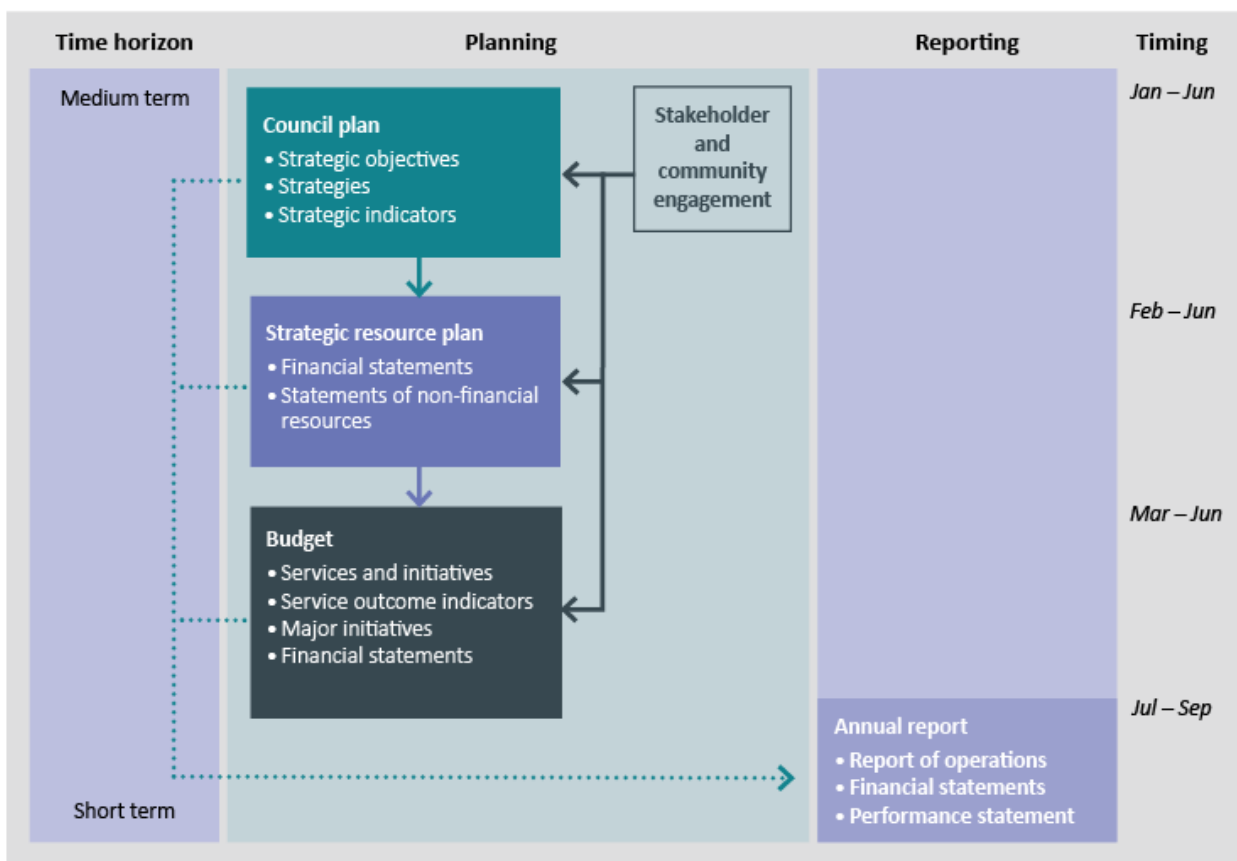 Time horizon
Planning
Reporting
Timing
Medium term
Jan – Jun
Council plan
• Strategic objectives
• Strategies
• Strategic indicators
Stakeholder
and
community
engagement
Feb – Jun
Strategic resource plan
• Financial statements
• Statements of non-financial
resources
Mar – Jun
Budget
• Services and initiatives
• Service outcome indicators
• Major initiatives
• Financial statements
Jul – Sep
Annual report
• Report of operations
• Financial statements
• Performance statement
Short term